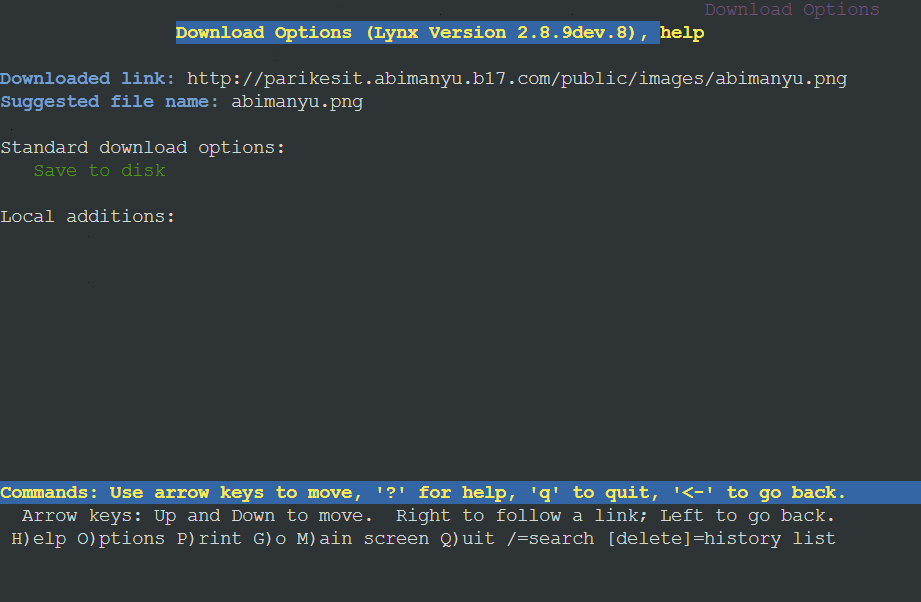 Download Options
Download Options (Lynx Version 2.8.9dev.8), help
Downloaded link: http://parikesit.abimanyu.b17.com/public/images/abimanyu.png
Suggested file name: abimanyu.png
Standard download options:
Save to disk
Local additions:
Commands: Use arrow keys to move, '?' for help, 'q' to quit, '<-' to go back.
Arrow keys: Up and Down to move. Right to follow a link; Left to go back.
H)elp O)ptions P)rint G)o M)ain screen Q)uit /=search [delete]=history list